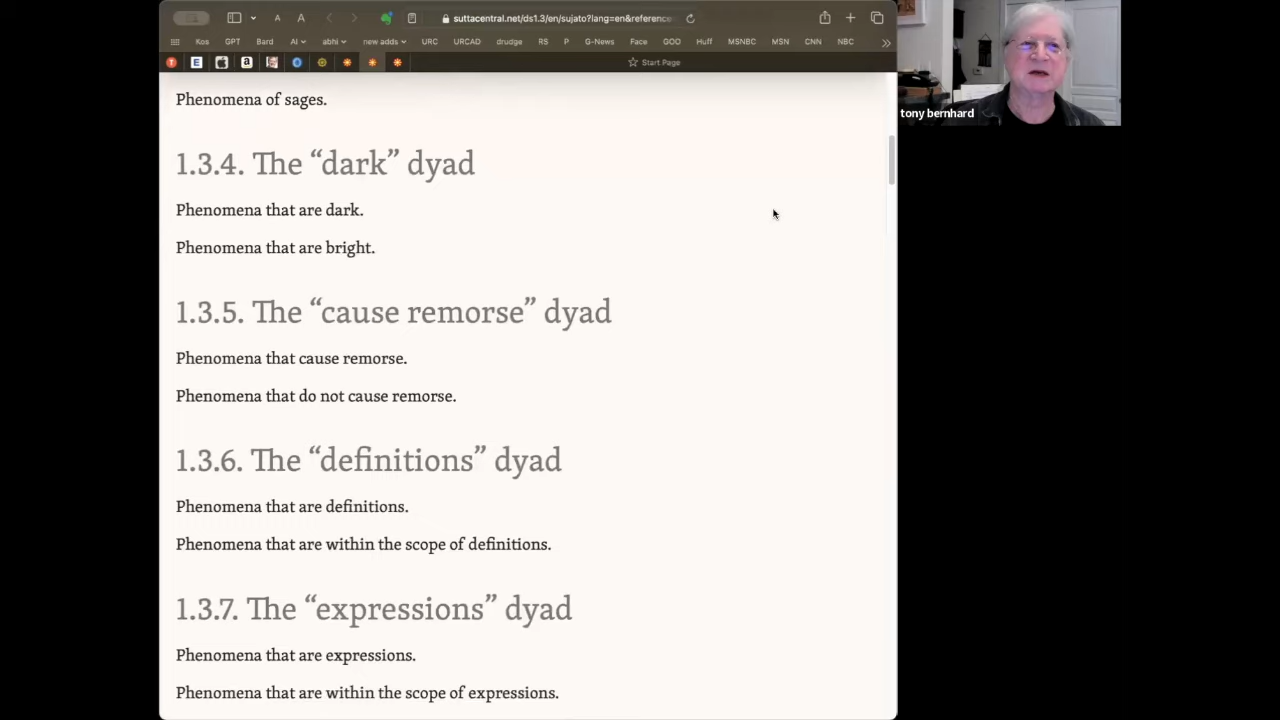 A A suttacentral.net/ds1.3/en/sujato?lang=en&reference
Kos GPT Bard AI abhi new adds URC URCAD drudge RS P G-News Face GOD Huff MSNBC MSN CNN NBC
Start Page
Phenomena of sages.
tony bernhard
1.3.4. The “dark” dyad
Phenomena that are dark.
Phenomena that are bright.
1.3.5. The “cause remorse” dyad
Phenomena that cause remorse.
Phenomena that do not cause remorse.
1.3.6. The “definitions” dyad
Phenomena that are definitions.
Phenomena that are within the scope of definitions.
1.3.7. The “expressions” dyad
Phenomena that are expressions.
Phenomena that are within the scope of expressions.